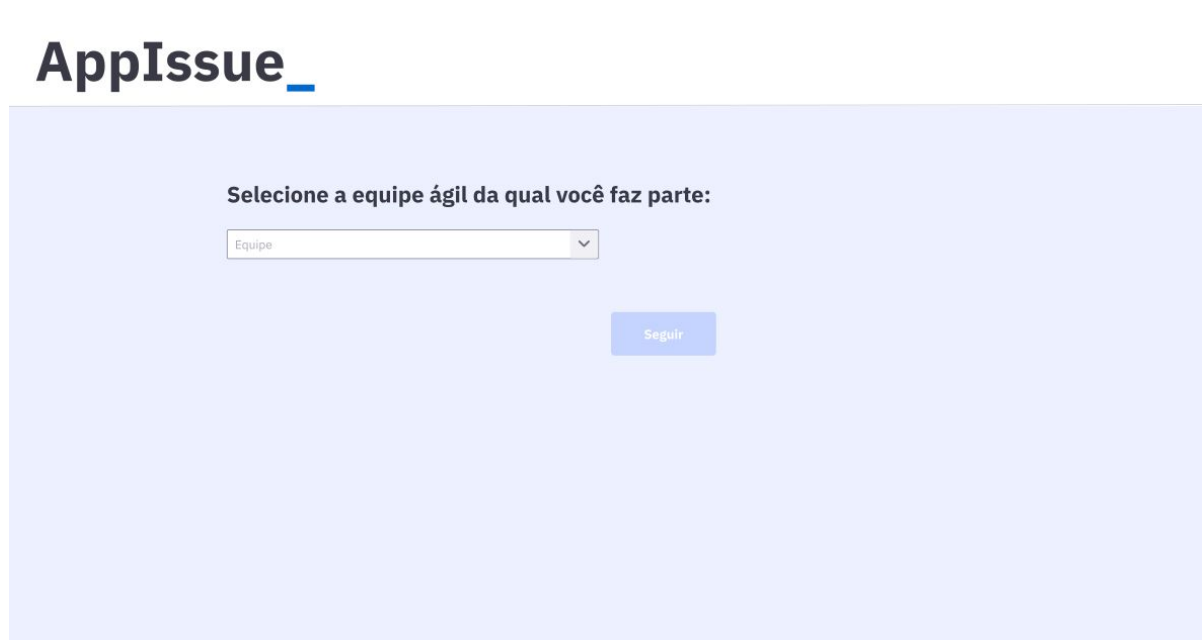 AppIssue_
Selecione a equipe ágil da qual você faz parte:
Equipe
Seguir